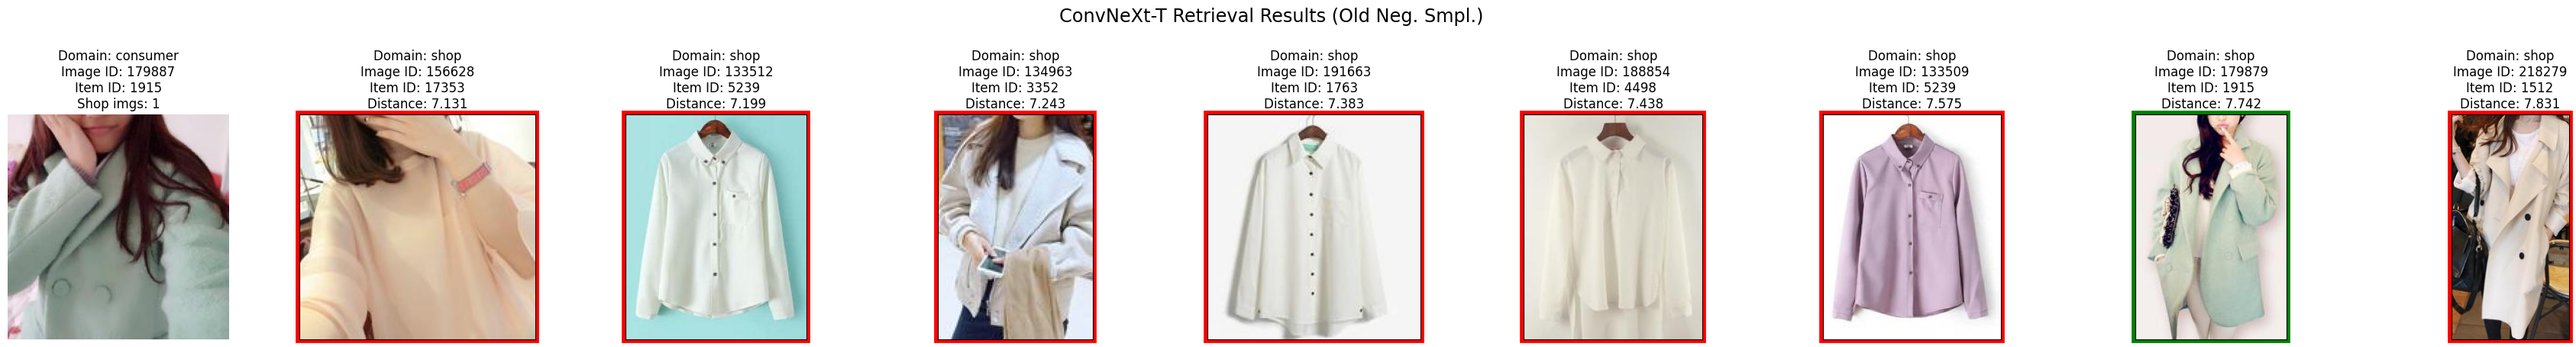 ConvNeXt-T Retrieval Results (Old Neg. Smpl.)
Domain: consumer
Image ID: 179887
Item ID: 1915
Shop imgs: 1
Domain: shop
Image ID: 156628
Item ID: 17353
Distance: 7.131
Domain: shop
Image ID: 133512
Item ID: 5239
Distance: 7.199
Domain: shop
Image ID: 134963
Item ID: 3352
Distance: 7.243
Domain: shop
Image ID: 191663
Item ID: 1763
Distance: 7.383
Domain: shop
Image ID: 188854
Item ID: 4498
Distance: 7.438
Domain: shop
Image ID: 133509
Item ID: 5239
Distance: 7.575
Domain: shop
Image ID: 179879
Item ID: 1915
Distance: 7.742
Domain: shop
Image ID: 218279
Item ID: 1512
Distance: 7.831